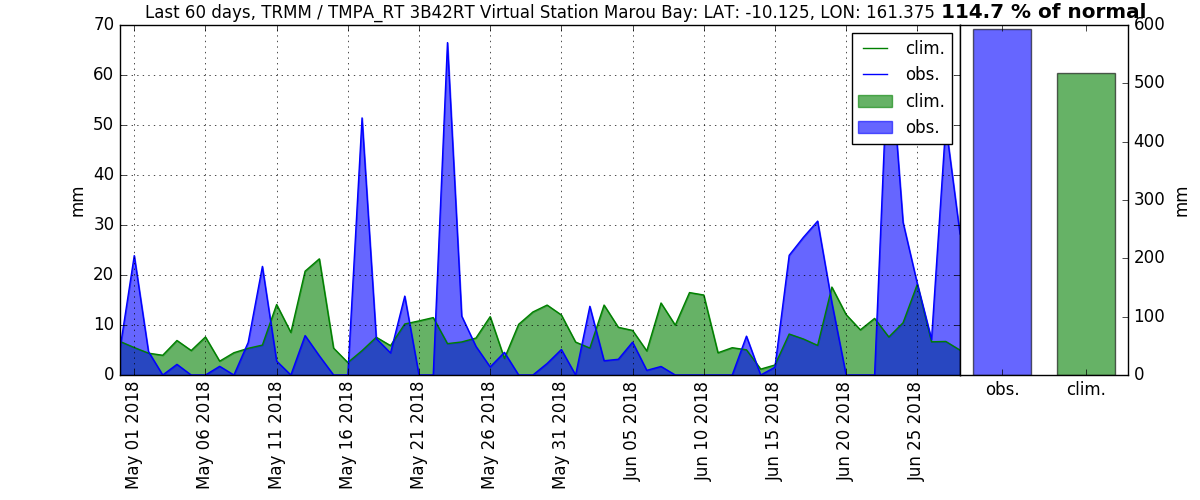 Last 60 days, TRMM / TMPA_RT 3B42RT Virtual Station Marou Bay: LAT: -10.125, LON: 161.375 114.7 % of normal
70
60
50
40
30
20
10
0
mm
clim.
obs.
clim.
obs.
600
500
400
300
200
100
0
mm
obs.
clim.
May 01 2018
May 06 2018
May 11 2018
May 16 2018
May 21 2018
May 26 2018
May 31 2018
Jun 05 2018
Jun 10 2018
Jun 15 2018
Jun 20 2018
Jun 25 2018